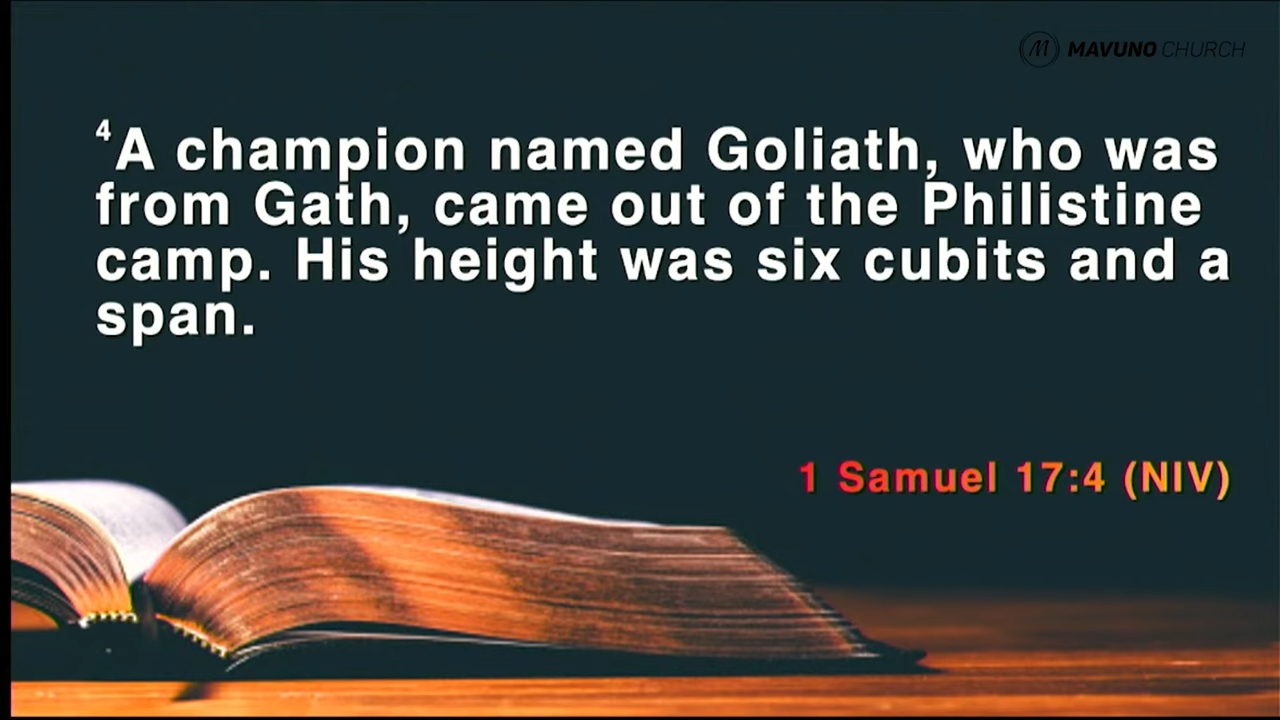 MAVUNO CHURCH
4A champion named Goliath, who was
from Gath, came out of the Philistine
camp. His height was six cubits and a
span.
1 Samuel 17:4 (NIV)